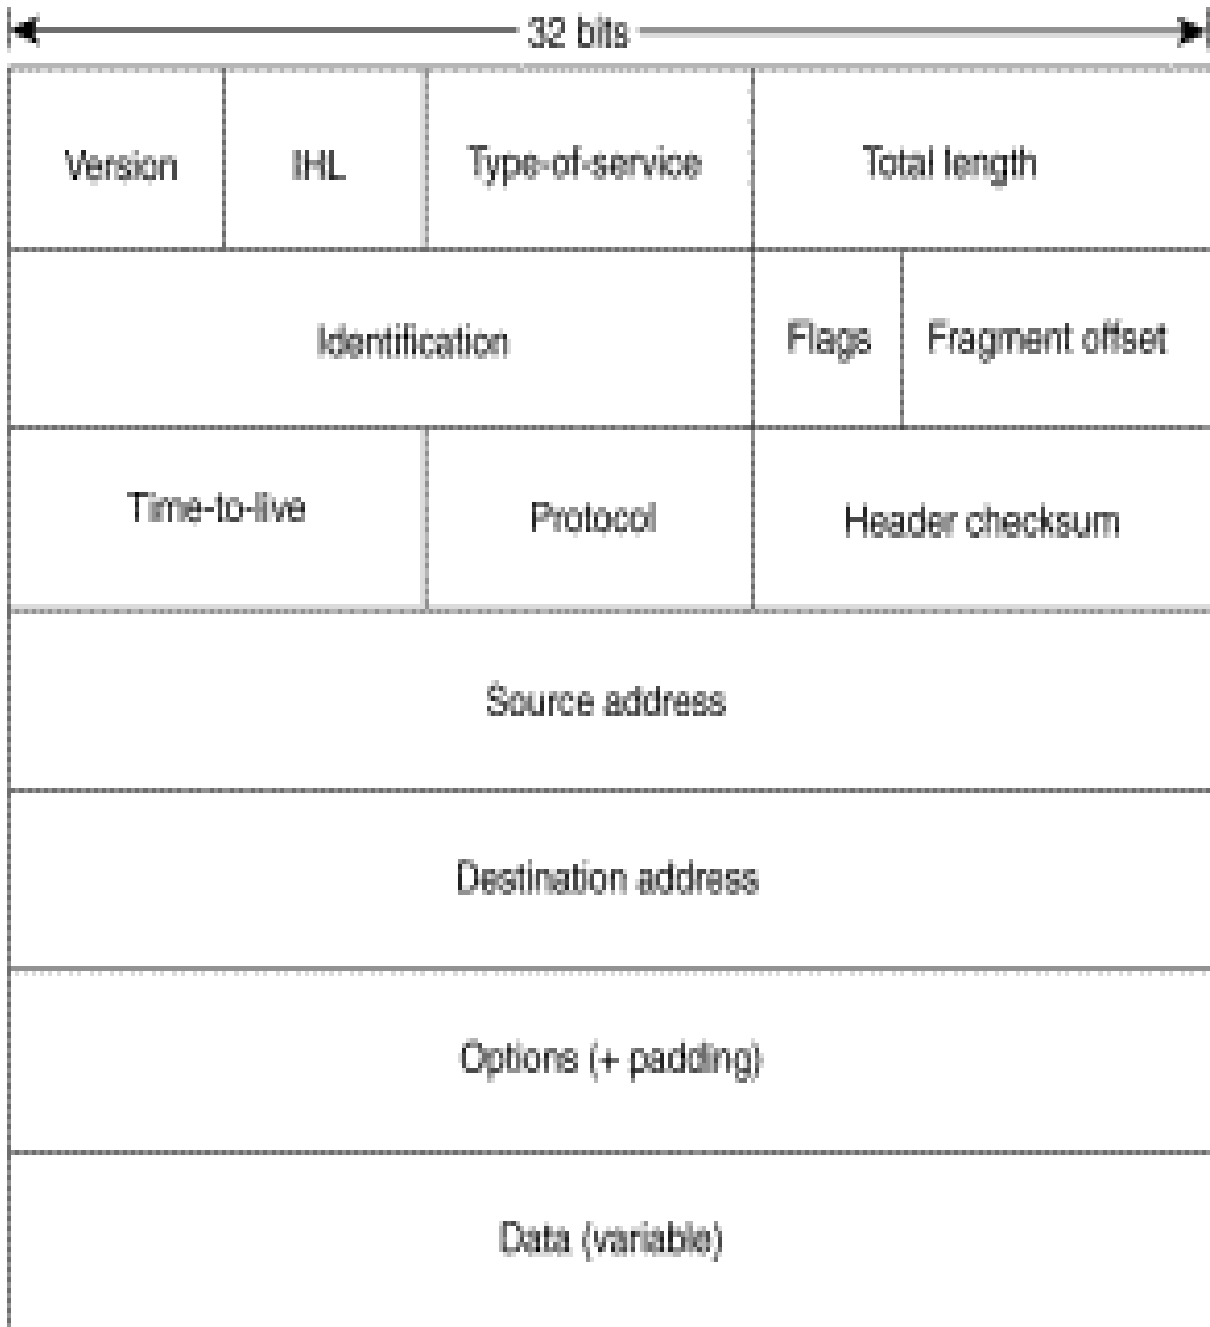 32 bits
Version IHL Type-of-service Total length
Identification Flags Fragment offset
Time-to-live Protocol Header checksum
Source address
Destination address
Options (+ padding)
Data (variable)